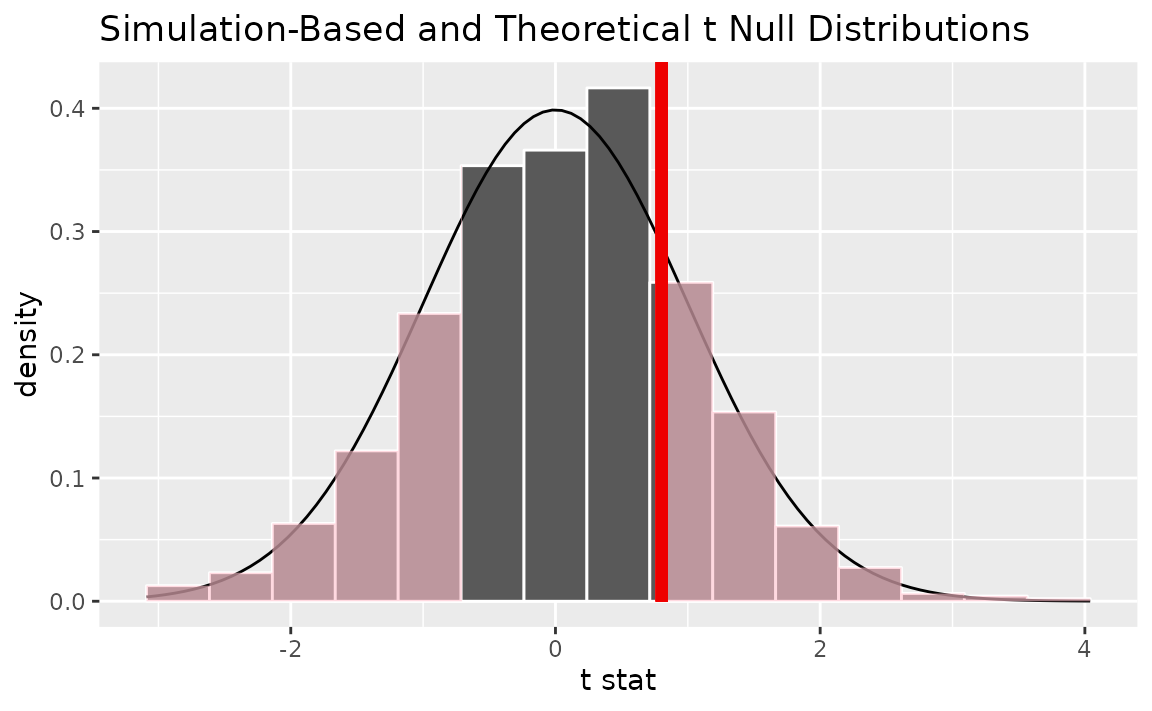 Simulation-Based and Theoretical t Null Distributions
density
0.4
0.3
0.2
0.1
0.0
-2 0 2 4
t stat